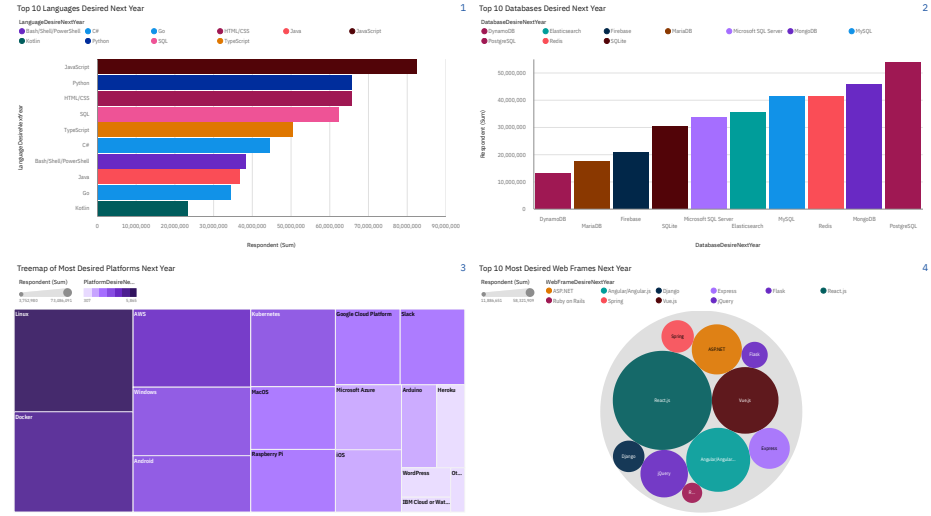 Top 10 Languages Desired Next Year
1
LanguageDesireNextYear
Bash/Shell/PowerShell C# Go HTML/CSS Java JavaScript
Kotlin Python SQL TypeScript
LanguageDesireNextYear
JavaScript
Python
HTML/CSS
SQL
TypeScript
C#
Bash/Shell/PowerShell
Java
Go
Kotlin
0 10,000,000 20,000,000 30,000,000 40,000,000 50,000,000 60,000,000 70,000,000 80,000,000 90,000,000
Respondent (Sum)
Top 10 Databases Desired Next Year
2
DatabaseDesireNextYear
DynamoDB Elasticsearch Firebase MariaDB Microsoft SQL Server MongoDB MySQL
PostgreSQL Redis SQLite
Respondent (Sum)
50,000,000
40,000,000
30,000,000
20,000,000
10,000,000
0
DynamoDB Firebase Microsoft SQL Server MySQL MongoDB
MariaDB SQLite Elasticsearch Redis PostgreSQL
DatabaseDesireNextYear
Treemap of Most Desired Platforms Next Year
3
Respondent (Sum) PlatformDesireNe...
Linux AWS Kubernetes Google Cloud Platform Slack
Windows MacOS Microsoft Azure Arduino Heroku
Docker
Android Raspberry Pi iOS
WordPress Ot...
IBM Cloud or Wat...
Top 10 Most Desired Web Frames Next Year
4
Respondent (Sum) WebFrameDesireNextYear
ASP.NET Angular/Angular.js Django Express Flask React.js
Ruby on Rails Spring Vue.js jQuery
Spring
ASP.NET
Flask
React.js
Vue.js
Express
Django
Angular/Angular...
jQuery
R...